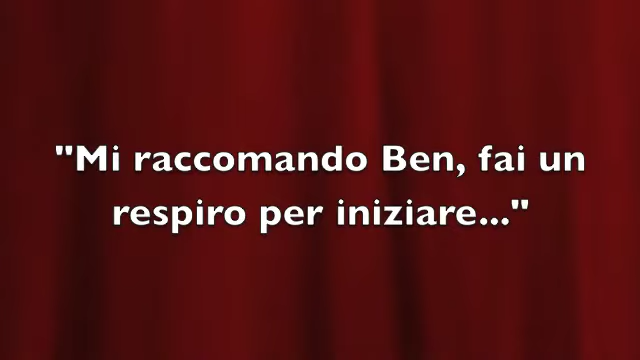 "Mi raccomando Ben, fai un
respiro per iniziare..."